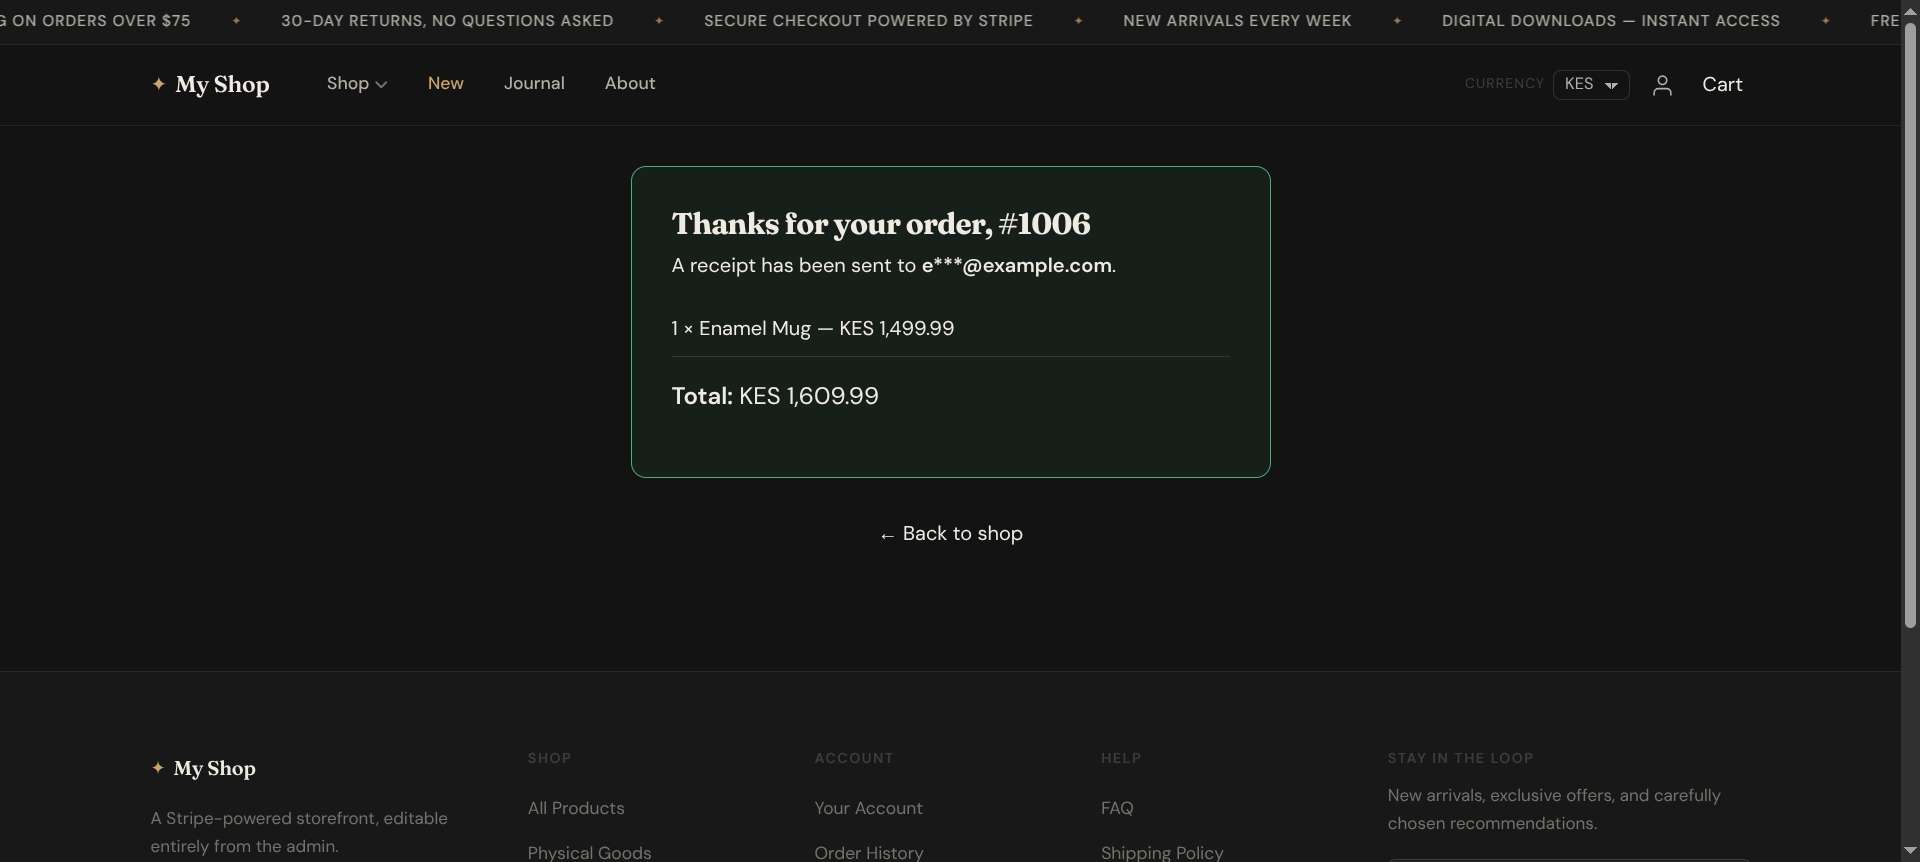 G ON ORDERS OVER $75 ✦ 30-DAY RETURNS, NO QUESTIONS ASKED ✦ SECURE CHECKOUT POWERED BY STRIPE ✦ NEW ARRIVALS EVERY WEEK ✦ DIGITAL DOWNLOADS — INSTANT ACCESS ✦ FRE
✦ My Shop Shop New Journal About CURRENCY KES Cart
Thanks for your order, #1006
A receipt has been sent to e***@example.com.
1 × Enamel Mug — KES 1,499.99
Total: KES 1,609.99
← Back to shop
✦ My Shop
A Stripe-powered storefront, editable
entirely from the admin.
SHOP
All Products
Physical Goods
ACCOUNT
Your Account
Order History
HELP
FAQ
Shipping Policy
STAY IN THE LOOP
New arrivals, exclusive offers, and carefully
chosen recommendations.